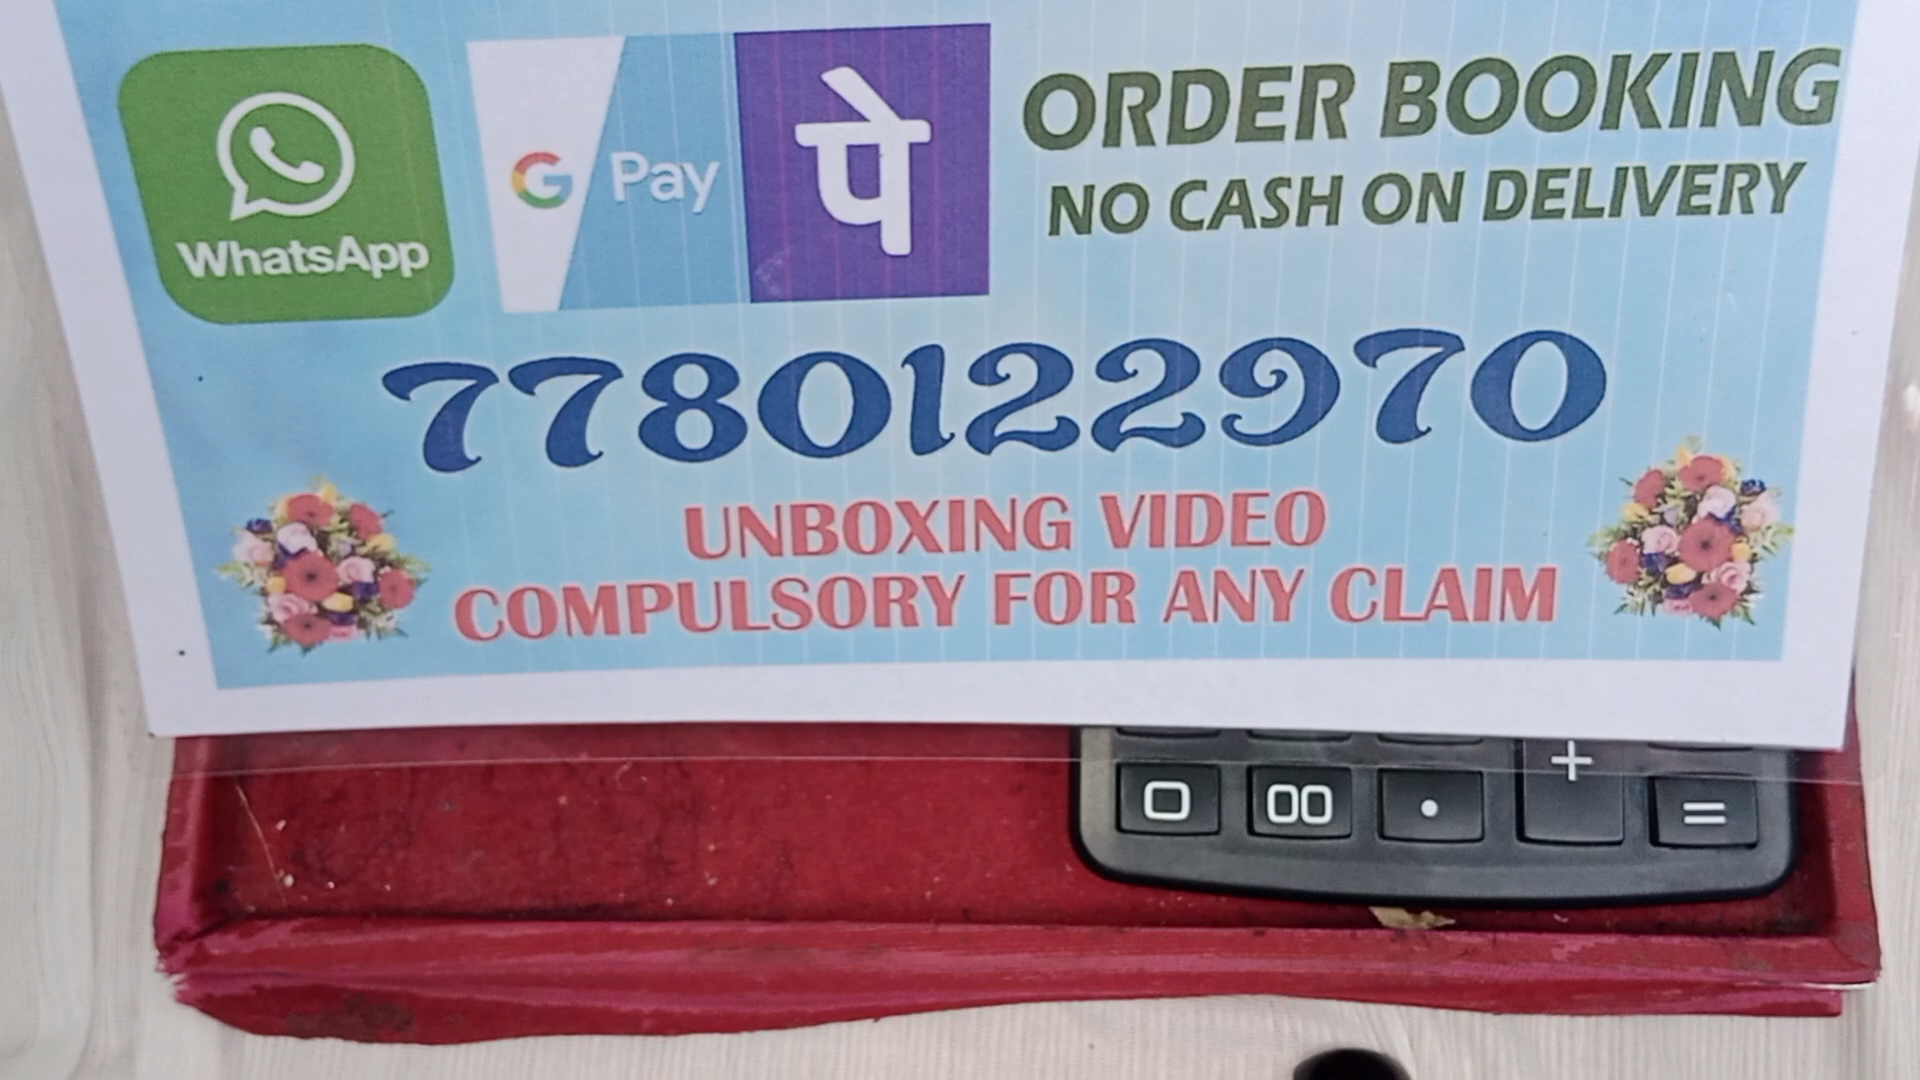 WhatsApp
G Pay
पे
ORDER BOOKING
NO CASH ON DELIVERY
7780122970
UNBOXING VIDEO
COMPULSORY FOR ANY CLAIM
+
0 00 . =